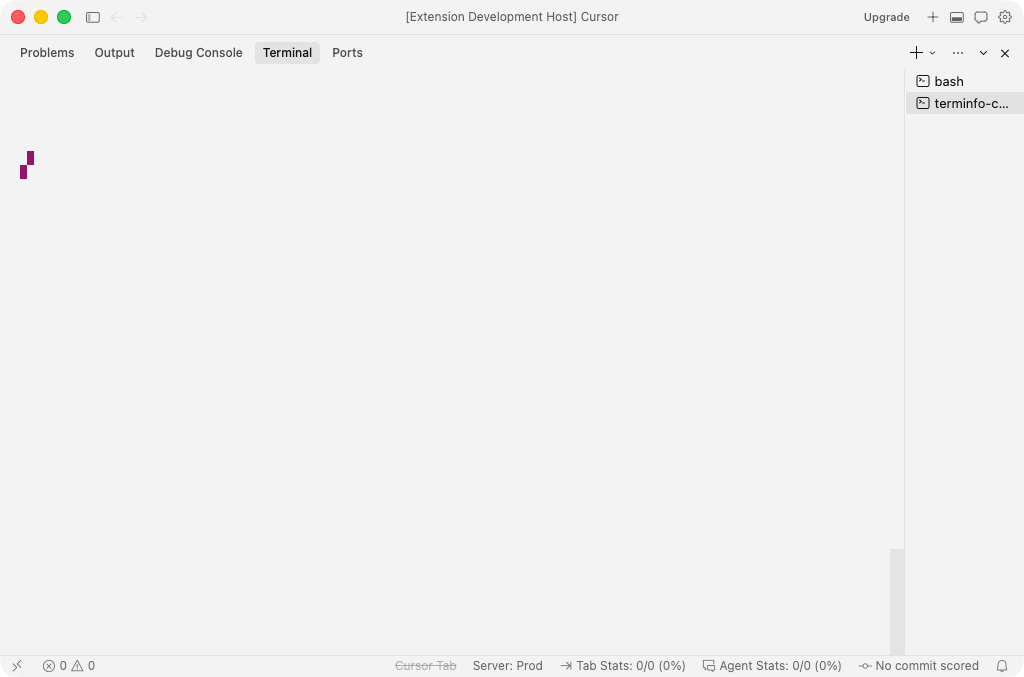 [Extension Development Host] Cursor
Upgrade
Problems Output Debug Console Terminal Ports
bash
terminfo-c...
0 0 Cursor Tab Server: Prod Tab Stats: 0/0 (0%) Agent Stats: 0/0 (0%) No commit scored